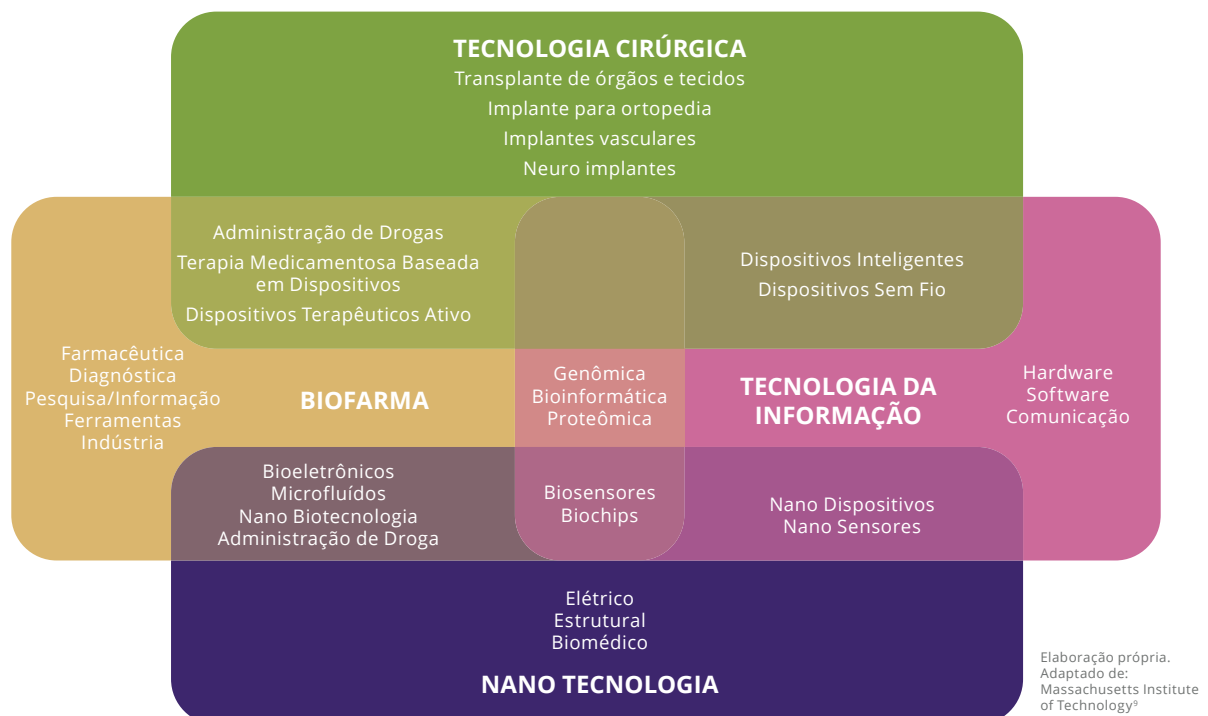 TECNOLOGIA CIRÚRGICA
Transplante de órgãos e tecidos
Implante para ortopedia
Implantes vasculares
Neuro implantes
Administração de Drogas
Terapia Medicamentosa Baseada
em Dispositivos
Dispositivos Terapêuticos Ativo
Dispositivos Inteligentes
Dispositivos Sem Fio
Farmacêutica
Diagnóstica
Pesquisa/Informação
Ferramentas
Indústria
BIOFARMA
Genômica
Bioinformática
Proteômica
TECNOLOGIA DA
INFORMAÇÃO
Hardware
Software
Comunicação
Bioeletrônicos
Microfluídos
Nano Biotecnologia
Administração de Droga
Biosensores
Biochips
Nano Dispositivos
Nano Sensores
Elétrico
Estrutural
Biomédico
NANO TECNOLOGIA
Elaboração própria.
Adaptado de:
Massachusetts Institute
of Technology⁹